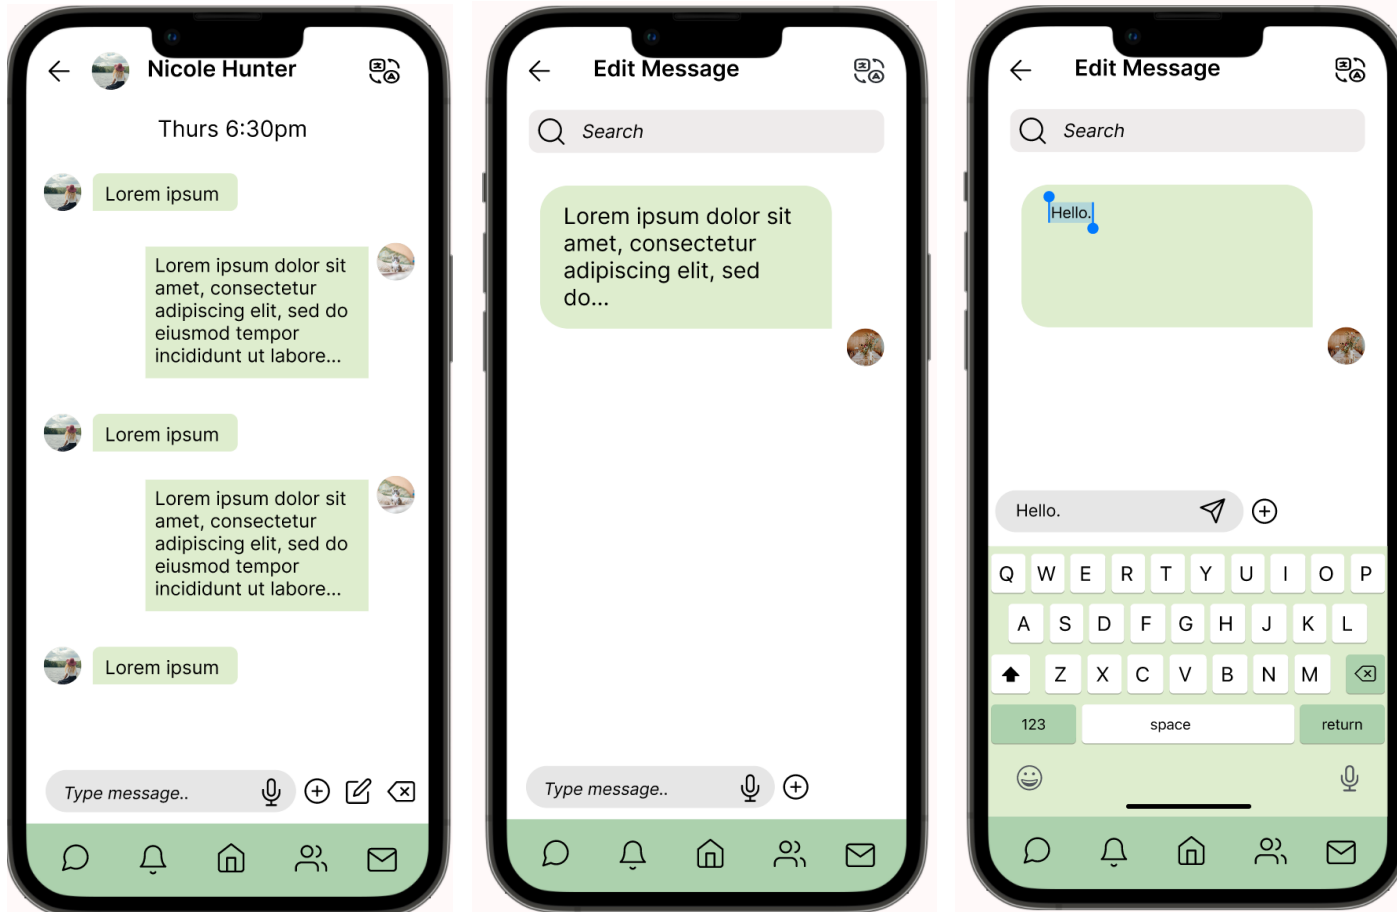 Nicole Hunter
Thurs 6:30pm
Lorem ipsum
Lorem ipsum dolor sit
amet, consectetur
adipiscing elit, sed do
eiusmod tempor
incididunt ut labore...
Lorem ipsum
Lorem ipsum dolor sit
amet, consectetur
adipiscing elit, sed do
eiusmod tempor
incididunt ut labore...
Lorem ipsum
Type message..
Edit Message
Search
Lorem ipsum dolor sit
amet, consectetur
adipiscing elit, sed
do...
Type message..
Edit Message
Search
Hello.
Hello.
Q W E R T Y U I O P
A S D F G H J K L
Z X C V B N M
123 space return